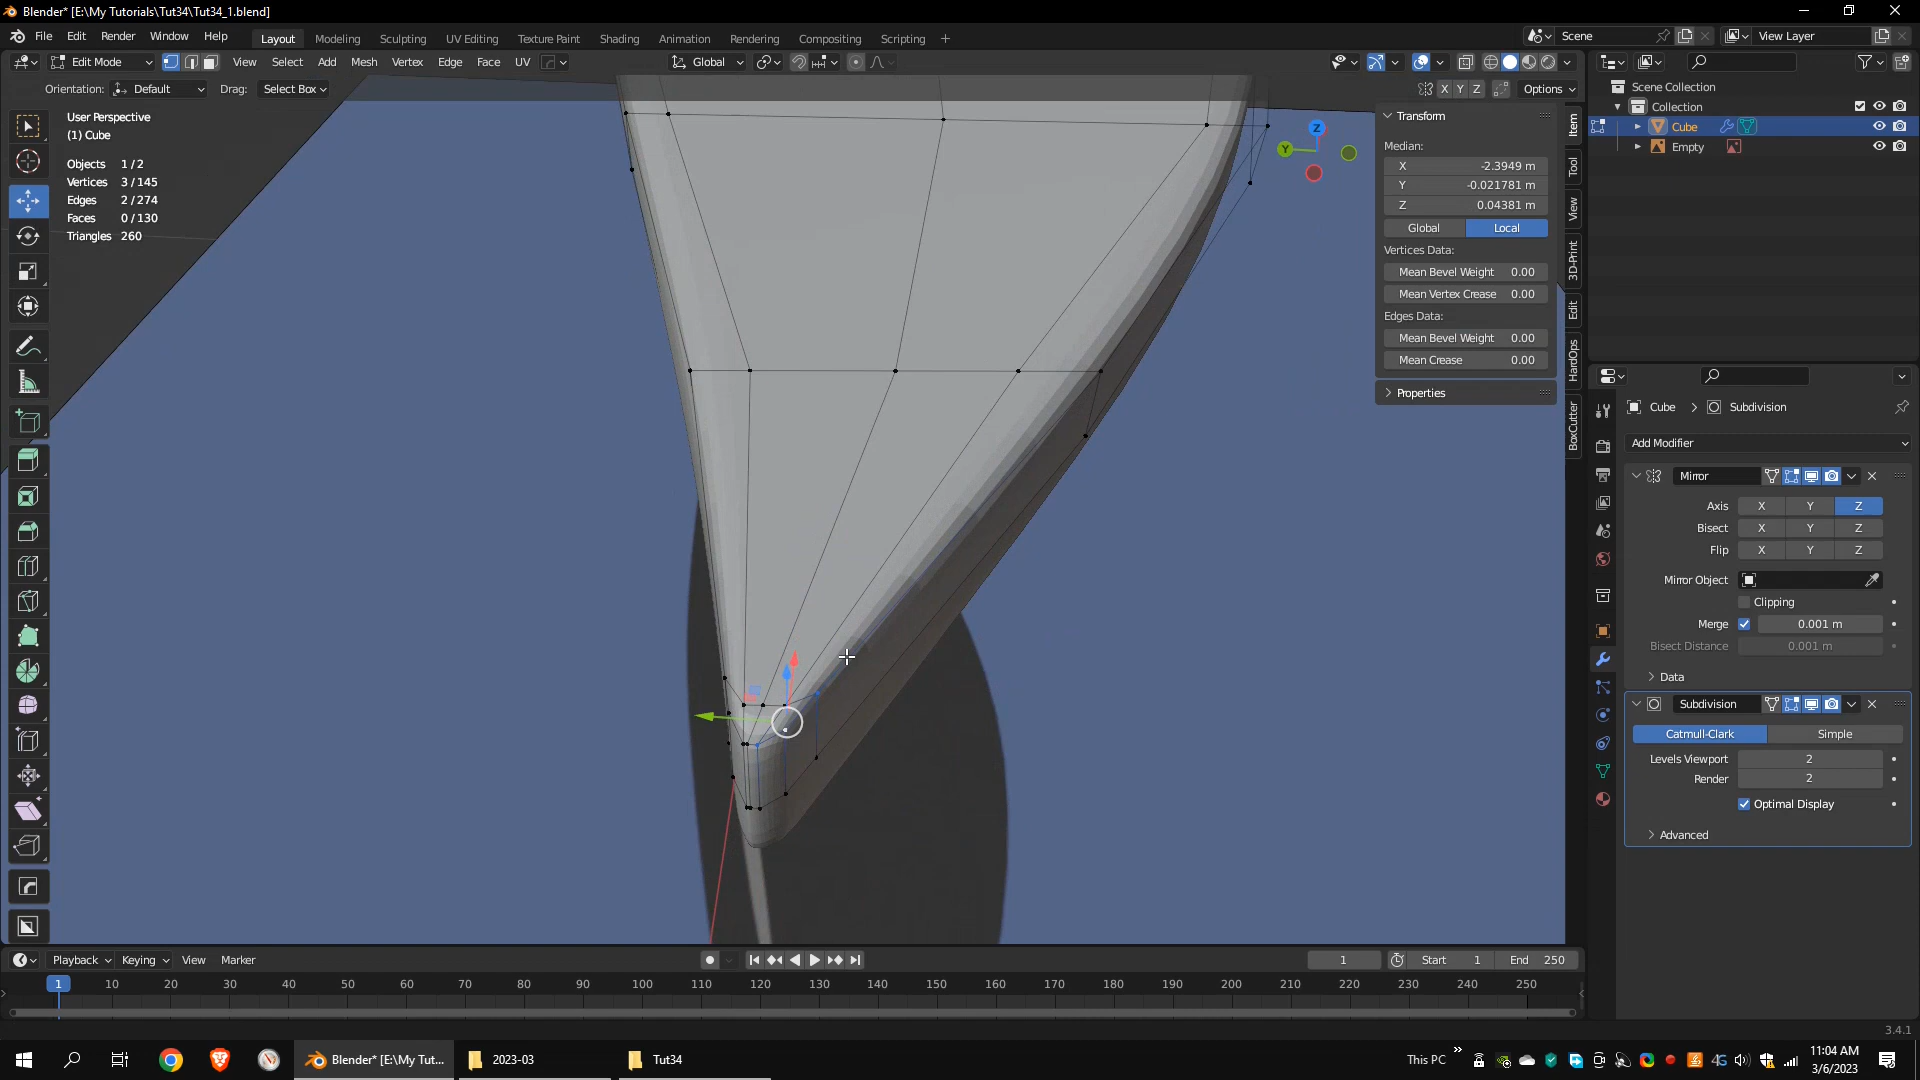 Blender* [E:\My Tutorials\Tut34\Tut34_1.blend]
File Edit Render Window Help
Layout Modeling Sculpting UV Editing Texture Paint Shading Animation Rendering Compositing Scripting +
Scene
View Layer
Edit Mode View Select Add Mesh Vertex Edge Face UV
Global
Orientation: Default Drag: Select Box
X Y Z Options
User Perspective
(1) Cube
Objects 1 / 2
Vertices 3 / 145
Edges 2 / 274
Faces 0 / 130
Triangles 260
Z
Y
Transform
Median:
X -2.3949 m
Y -0.021781 m
Z 0.04381 m
Global Local
Vertices Data:
Mean Bevel Weight 0.00
Mean Vertex Crease 0.00
Edges Data:
Mean Bevel Weight 0.00
Mean Crease 0.00
Properties
Item
Tool
View
3D-Print
Edit
HardOps
BoxCutter
Scene Collection
Collection
Cube
Empty
Cube > Subdivision
Add Modifier
Mirror
Axis X Y Z
Bisect X Y Z
Flip X Y Z
Mirror Object
Clipping
Merge 0.001 m
Bisect Distance 0.001 m
Data
Subdivision
Catmull-Clark Simple
Levels Viewport 2
Render 2
Optimal Display
Advanced
Playback Keying View Marker
1 Start 1 End 250
1 10 20 30 40 50 60 70 80 90 100 110 120 130 140 150 160 170 180 190 200 210 220 230 240 250
3.4.1
Blender* [E:\My Tut... 2023-03 Tut34
This PC » 4G 11:04 AM
3/6/2023